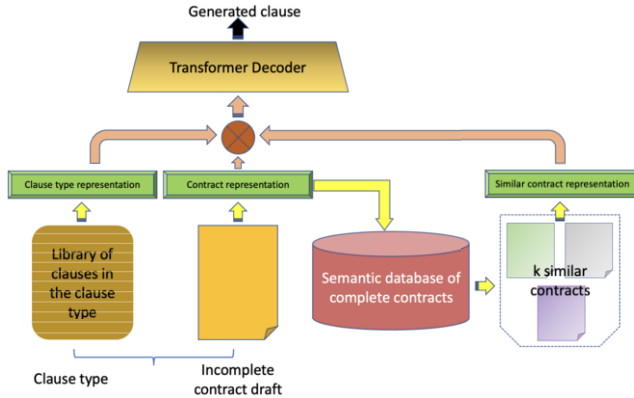 Generated clause
Transformer Decoder
Clause type representation
Contract representation
Similar contract representation
Library of
clauses in
the clause
type
Semantic database of
complete contracts
k similar
contracts
Clause type
Incomplete
contract draft